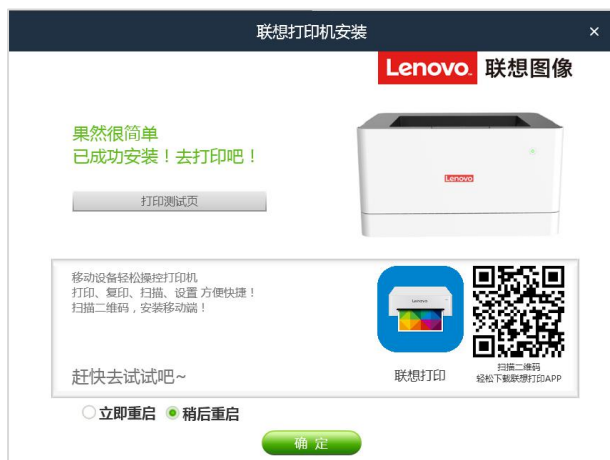 联想打印机安装
×
Lenovo. 联想图像
果然很简单
已成功安装！去打印吧！
Lenovo
打印测试页
移动设备轻松操控打印机
打印、复印、扫描、设置 方便快捷！
扫描二维码，安装移动端！
Lenovo
赶快去试试吧~
联想打印
扫描二维码
轻松下载联想打印APP
立即重启 稍后重启
确 定